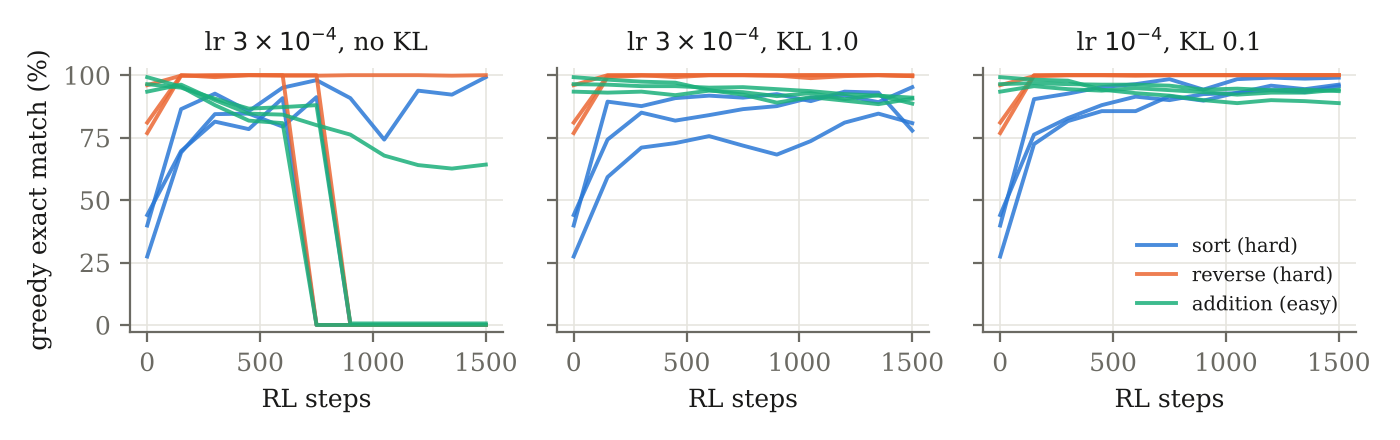 lr 3 × 10⁻⁴, no KL
lr 3 × 10⁻⁴, KL 1.0
lr 10⁻⁴, KL 0.1
greedy exact match (%)
100
75
50
25
0
sort (hard)
reverse (hard)
addition (easy)
0 500 1000 1500
0 500 1000 1500
0 500 1000 1500
RL steps
RL steps
RL steps